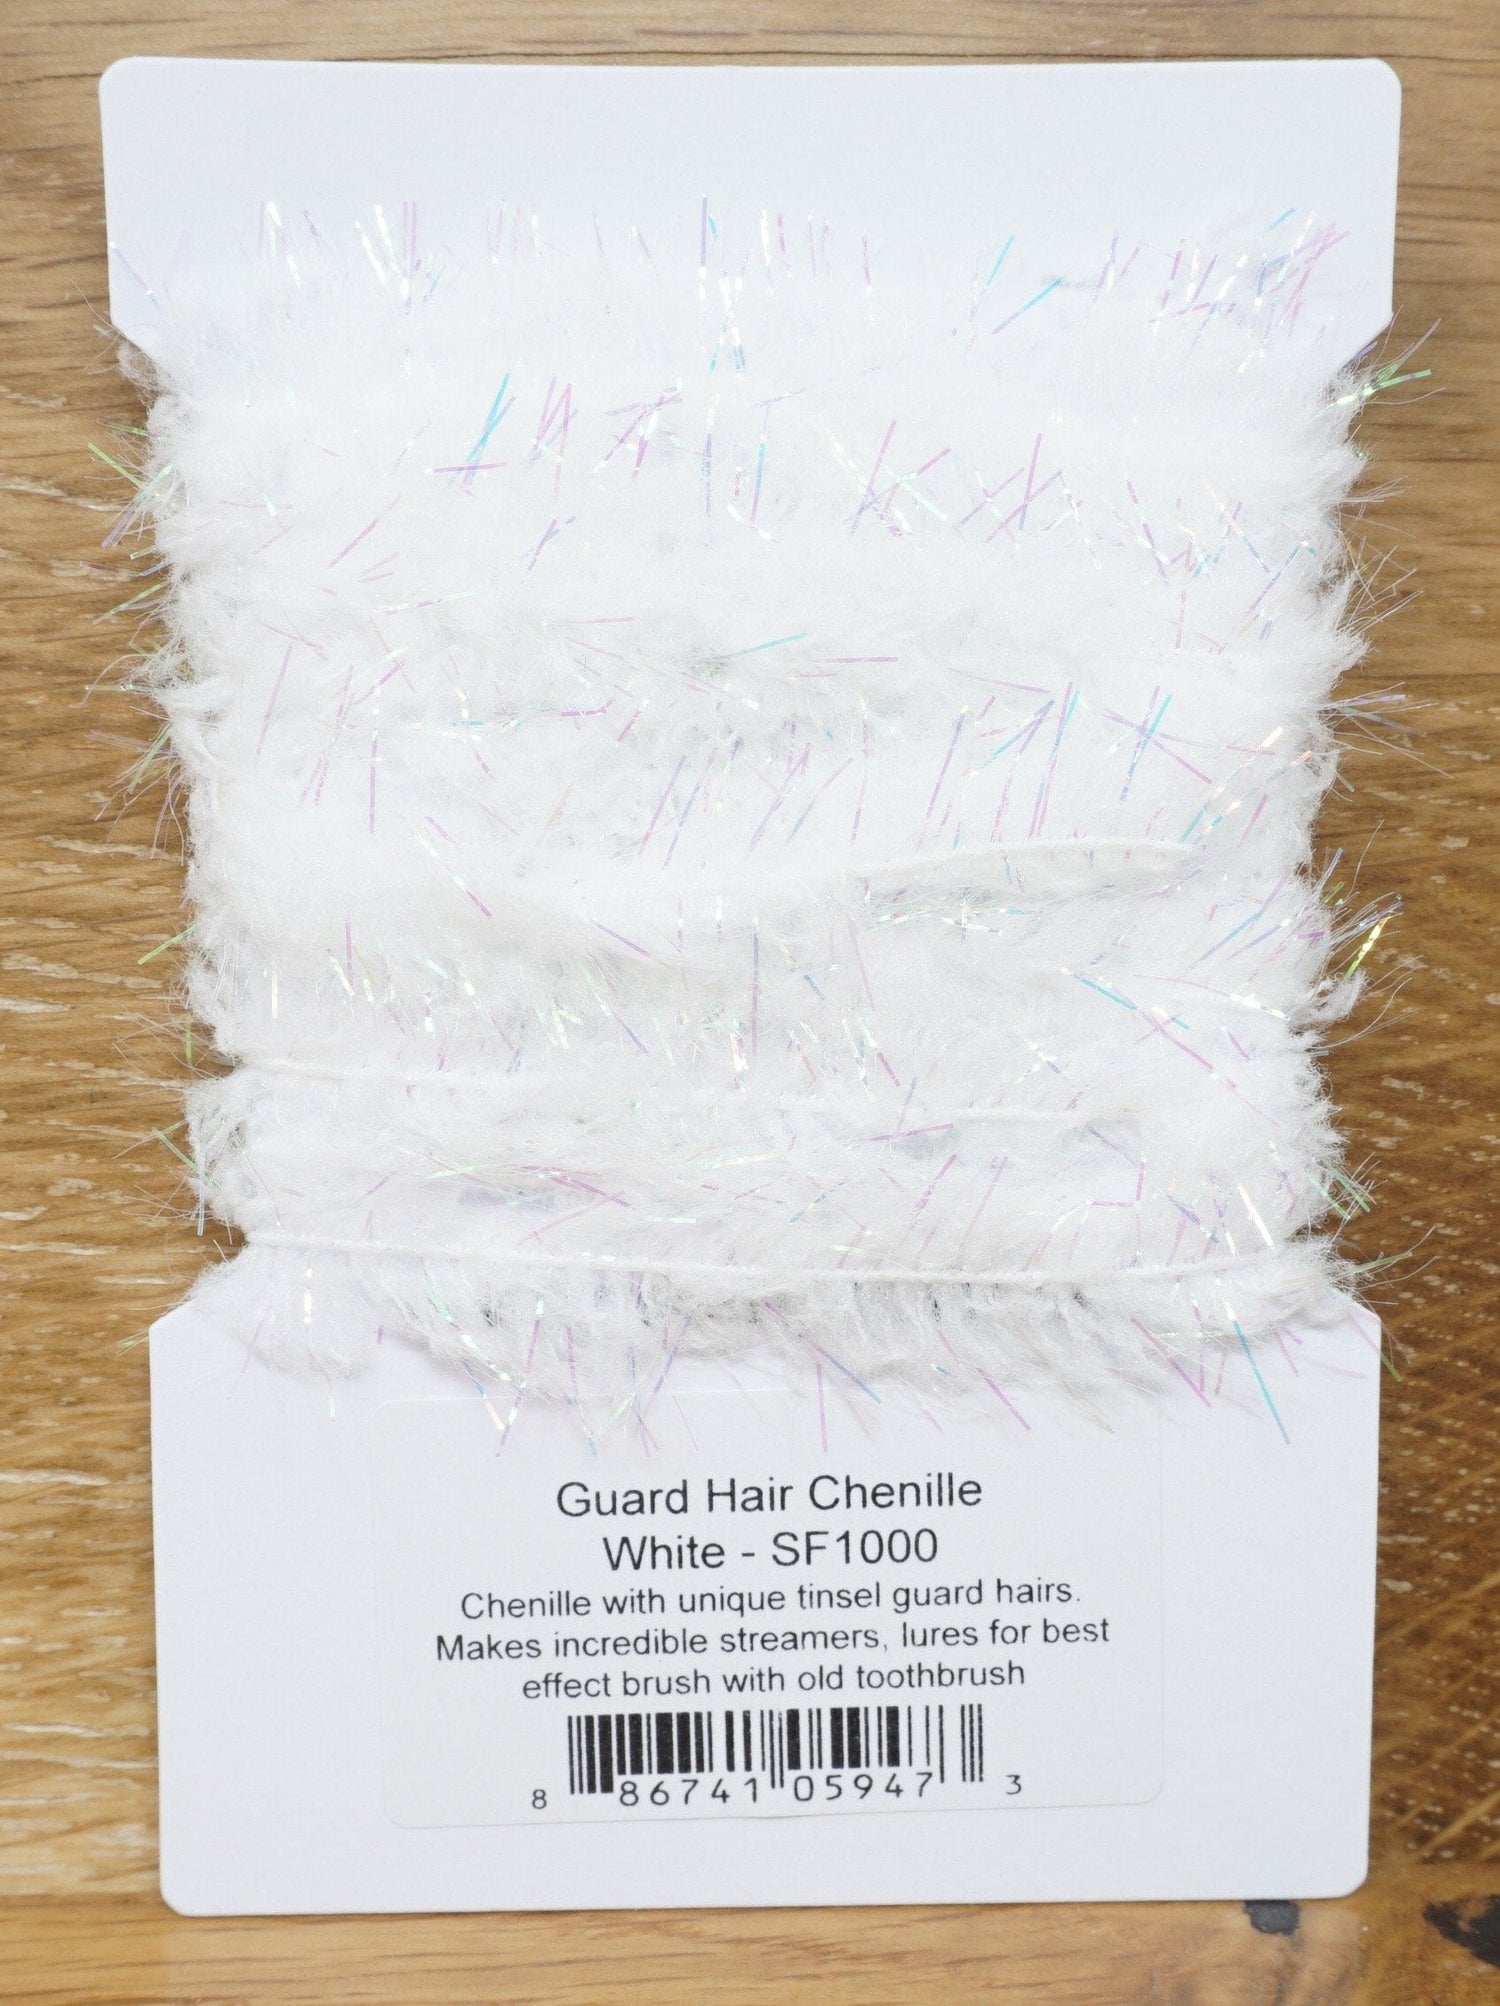 Guard Hair Chenille
White - SF1000
Chenille with unique tinsel guard hairs.
Makes incredible streamers, lures for best
effect brush with old toothbrush
8 86741 05947 3